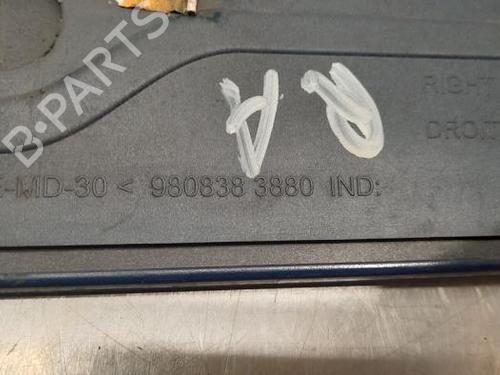 B-PARTS
RIGHT
DROIT
E-MD-30 < 980838 3880 IND: